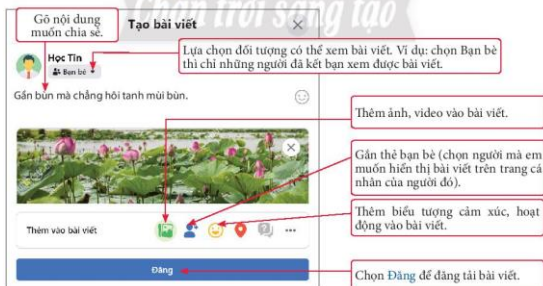 Chân trời sáng tạo
Gõ nội dung
muốn chia sẻ.
Tạo bài viết
Học Tin
Bạn bè
Lựa chọn đối tượng có thể xem bài viết. Ví dụ: chọn Bạn bè
thì chỉ những người đã kết bạn xem được bài viết.
Gần bùn mà chẳng hôi tanh mùi bùn.
Thêm ảnh, video vào bài viết.
Gắn thẻ bạn bè (chọn người mà em
muốn hiển thị bài viết trên trang cá
nhân của người đó).
Thêm biểu tượng cảm xúc, hoạt
động vào bài viết.
Thêm vào bài viết
Đăng
Chọn Đăng để đăng tải bài viết.